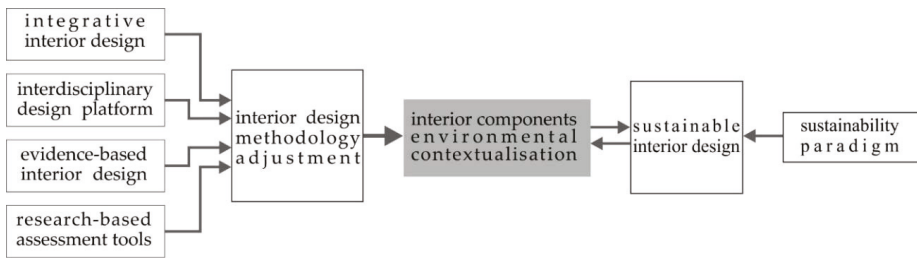 integrative
interior design
interdisciplinary
design platform
evidence-based
interior design
research-based
assessment tools
interior design
methodology
adjustment
interior components
environmental
contextualisation
sustainable
interior design
sustainability
paradigm